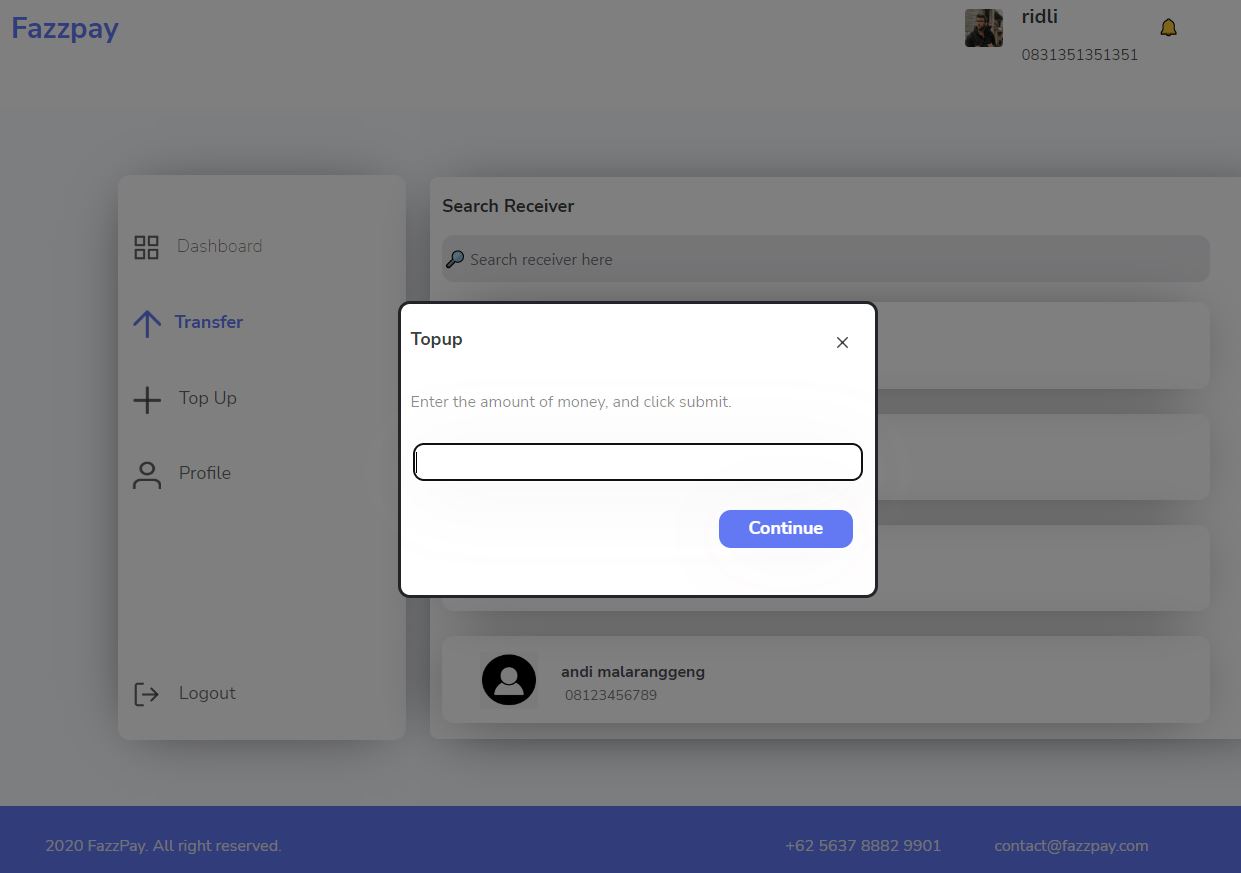 Fazzpay
ridli
0831351351351
Dashboard
Transfer
Top Up
Profile
Logout
Search Receiver
Search receiver here
Topup
Enter the amount of money, and click submit.
Continue
andi malaranggeng
08123456789
2020 FazzPay. All right reserved.
+62 5637 8882 9901
contact@fazzpay.com